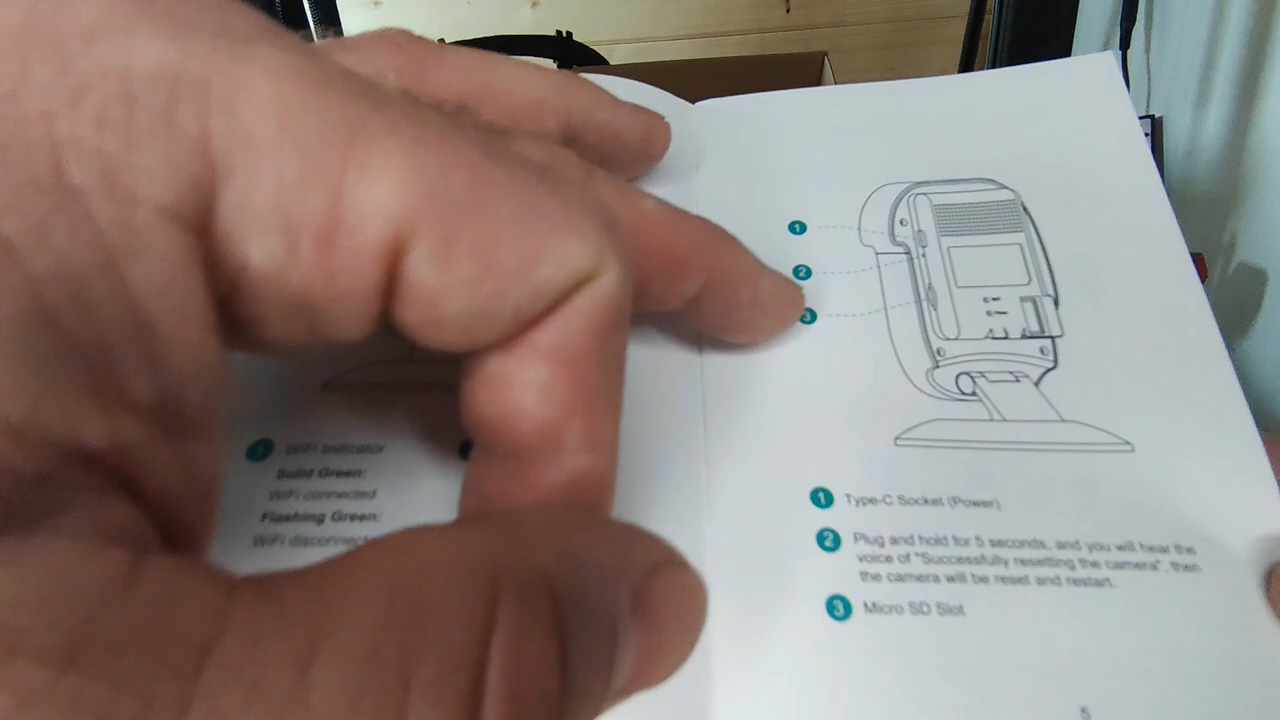 1 WiFi indicator
Solid Green:
WiFi connected
Flashing Green:
WiFi
1
2
3
1 Type-C Socket (Power)
2 Plug and hold for 5 seconds, and you will hear the
voice of "Successfully resetting the camera", then
the camera will be reset and restart.
3 Micro SD Slot
5